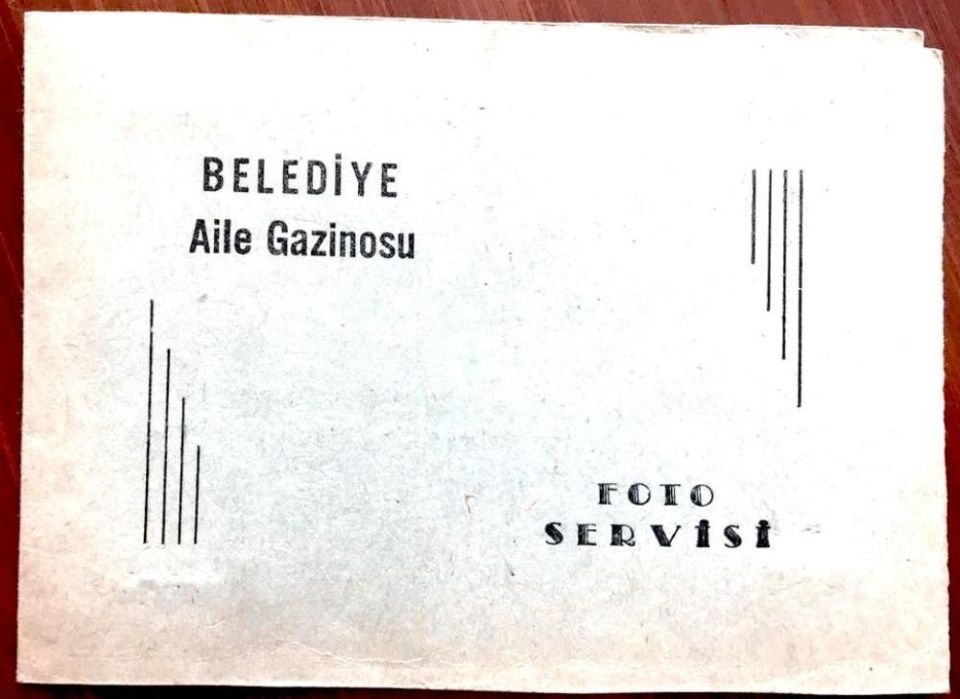 BELEDİYE
Aile Gazinosu
FOTO
SERVİSİ